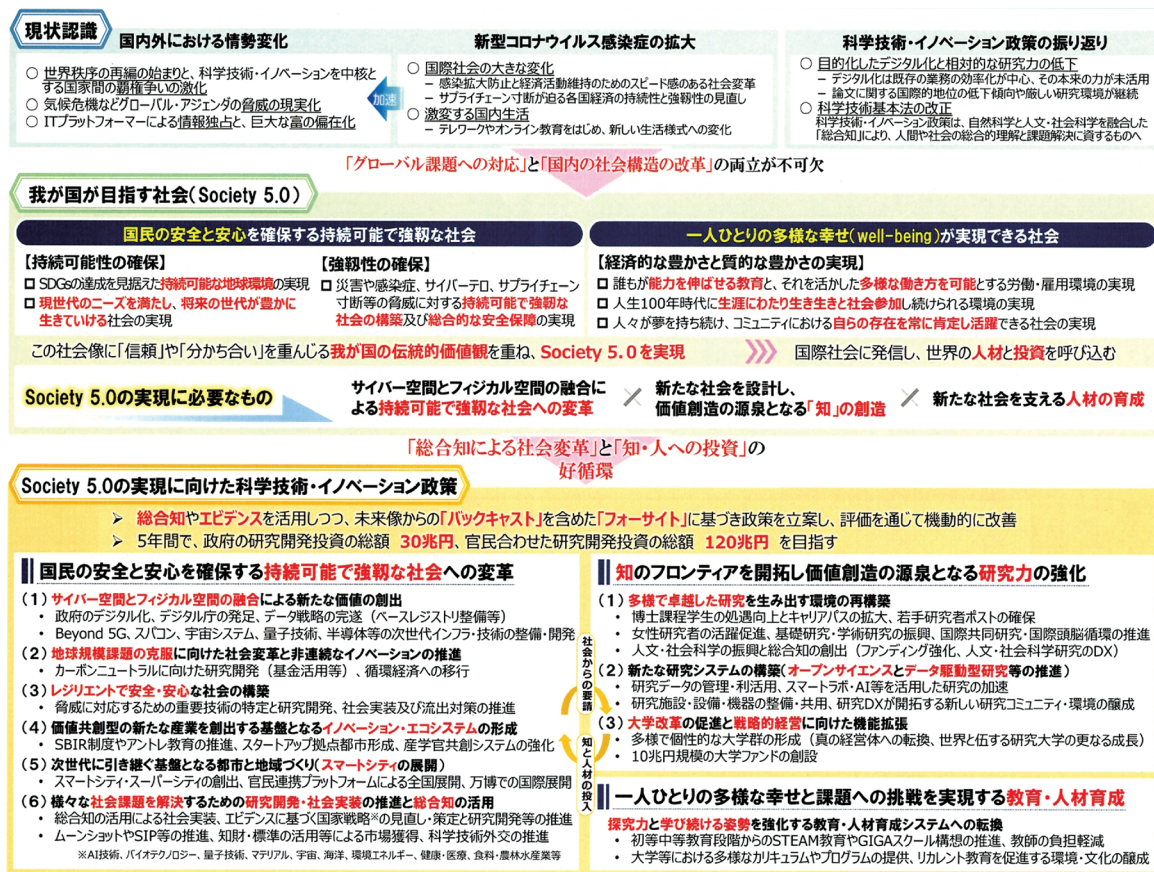 現状認識
国内外における情勢変化
○ 世界秩序の再編の始まりと、科学技術・イノベーションを中核と
する国家間の覇権争いの激化
○ 気候危機などグローバル・アジェンダの脅威の現実化
○ ITプラットフォーマーによる情報独占と、巨大な富の偏在化
加速
新型コロナウイルス感染症の拡大
○ 国際社会の大きな変化
– 感染拡大防止と経済活動維持のためのスピード感のある社会変革
– サプライチェーン寸断が迫る各国経済の持続性と強靱性の見直し
○ 激変する国内生活
– テレワークやオンライン教育をはじめ、新しい生活様式への変化
科学技術・イノベーション政策の振り返り
○ 目的化したデジタル化と相対的な研究力の低下
– デジタル化は既存の業務の効率化が中心、その本来の力が未活用
– 論文に関する国際的地位の低下傾向や厳しい研究環境が継続
○ 科学技術基本法の改正
科学技術・イノベーション政策は、自然科学と人文・社会科学を融合した
「総合知」により、人間や社会の総合的理解と課題解決に資するものへ
「グローバル課題への対応」と「国内の社会構造の改革」の両立が不可欠
我が国が目指す社会(Society 5.0)
国民の安全と安心を確保する持続可能で強靱な社会
【持続可能性の確保】
□ SDGsの達成を見据えた持続可能な地球環境の実現
□ 現世代のニーズを満たし、将来の世代が豊かに
生きていける社会の実現
【強靱性の確保】
□ 災害や感染症、サイバーテロ、サプライチェーン
寸断等の脅威に対する持続可能で強靱な
社会の構築及び総合的な安全保障の実現
一人ひとりの多様な幸せ(well-being)が実現できる社会
【経済的な豊かさと質的な豊かさの実現】
□ 誰もが能力を伸ばせる教育と、それを活かした多様な働き方を可能とする労働・雇用環境の実現
□ 人生100年時代に生涯にわたり生き生きと社会参加し続けられる環境の実現
□ 人々が夢を持ち続け、コミュニティにおける自らの存在を常に肯定し活躍できる社会の実現
この社会像に「信頼」や「分かち合い」を重んじる我が国の伝統的価値観を重ね、Society 5.0を実現
国際社会に発信し、世界の人材と投資を呼び込む
Society 5.0の実現に必要なもの
サイバー空間とフィジカル空間の融合に
よる持続可能で強靱な社会への変革
×
新たな社会を設計し、
価値創造の源泉となる「知」の創造
×
新たな社会を支える人材の育成
「総合知による社会変革」と「知・人への投資」の
好循環
Society 5.0の実現に向けた科学技術・イノベーション政策
➢ 総合知やエビデンスを活用しつつ、未来像からの「バックキャスト」を含めた「フォーサイト」に基づき政策を立案し、評価を通じて機動的に改善
➢ 5年間で、政府の研究開発投資の総額 30兆円、官民合わせた研究開発投資の総額 120兆円 を目指す
国民の安全と安心を確保する持続可能で強靱な社会への変革
(1)サイバー空間とフィジカル空間の融合による新たな価値の創出
• 政府のデジタル化、デジタル庁の発足、データ戦略の完遂(ベースレジストリ整備等)
• Beyond 5G、スパコン、宇宙システム、量子技術、半導体等の次世代インフラ・技術の整備・開発
(2)地球規模課題の克服に向けた社会変革と非連続なイノベーションの推進
• カーボンニュートラルに向けた研究開発(基金活用等)、循環経済への移行
(3)レジリエントで安全・安心な社会の構築
• 脅威に対応するための重要技術の特定と研究開発、社会実装及び流出対策の推進
(4)価値共創型の新たな産業を創出する基盤となるイノベーション・エコシステムの形成
• SBIR制度やアントレ教育の推進、スタートアップ拠点都市形成、産学官共創システムの強化
(5)次世代に引き継ぐ基盤となる都市と地域づくり(スマートシティの展開)
• スマートシティ・スーパーシティの創出、官民連携プラットフォームによる全国展開、万博での国際展開
(6)様々な社会課題を解決するための研究開発・社会実装の推進と総合知の活用
• 総合知の活用による社会実装、エビデンスに基づく国家戦略※の見直し・策定と研究開発等の推進
• ムーンショットやSIP等の推進、知財・標準の活用等による市場獲得、科学技術外交の推進
※AI技術、バイオテクノロジー、量子技術、マテリアル、宇宙、海洋、環境エネルギー、健康・医療、食料・農林水産業等
社会からの要請
知と人材の投入
知のフロンティアを開拓し価値創造の源泉となる研究力の強化
(1)多様で卓越した研究を生み出す環境の再構築
• 博士課程学生の処遇向上とキャリアパスの拡大、若手研究者ポストの確保
• 女性研究者の活躍促進、基礎研究・学術研究の振興、国際共同研究・国際頭脳循環の推進
• 人文・社会科学の振興と総合知の創出(ファンディング強化、人文・社会科学研究のDX)
(2)新たな研究システムの構築(オープンサイエンスとデータ駆動型研究等の推進)
• 研究データの管理・利活用、スマートラボ・AI等を活用した研究の加速
• 研究施設・設備・機器の整備・共用、研究DXが開拓する新しい研究コミュニティ・環境の醸成
(3)大学改革の促進と戦略的経営に向けた機能拡張
• 多様で個性的な大学群の形成(真の経営体への転換、世界と伍する研究大学の更なる成長)
• 10兆円規模の大学ファンドの創設
一人ひとりの多様な幸せと課題への挑戦を実現する教育・人材育成
探究力と学び続ける姿勢を強化する教育・人材育成システムへの転換
• 初等中等教育段階からのSTEAM教育やGIGAスクール構想の推進、教師の負担軽減
• 大学等における多様なカリキュラムやプログラムの提供、リカレント教育を促進する環境・文化の醸成